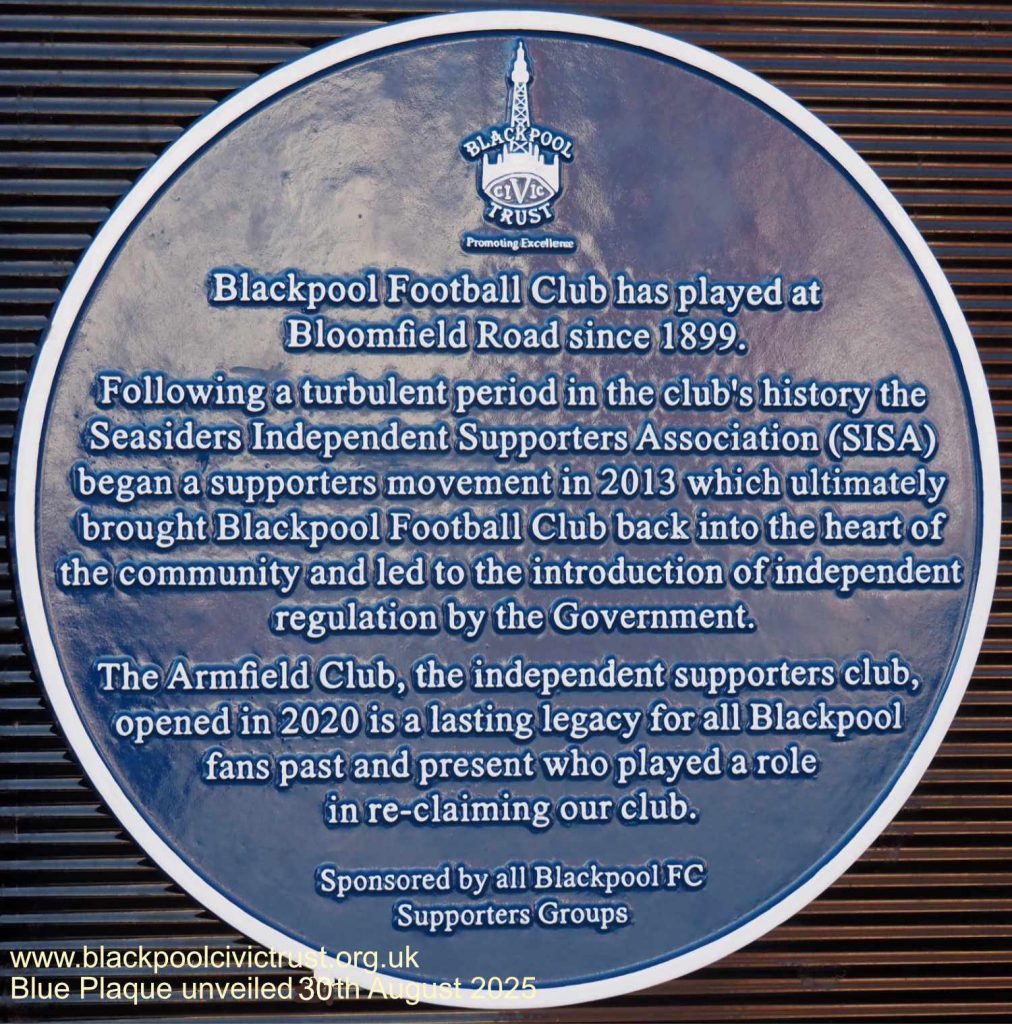 BLACKPOOL
CIVIC
TRUST
Promoting Excellence
Blackpool Football Club has played at
Bloomfield Road since 1899.
Following a turbulent period in the club's history the
Seasiders Independent Supporters Association (SISA)
began a supporters movement in 2013 which ultimately
brought Blackpool Football Club back into the heart of
the community and led to the introduction of independent
regulation by the Government.
The Armfield Club, the independent supporters club,
opened in 2020 is a lasting legacy for all Blackpool
fans past and present who played a role
in re-claiming our club.
Sponsored by all Blackpool FC
Supporters Groups
www.blackpoolcivictrust.org.uk
Blue Plaque unveiled 30th August 2025